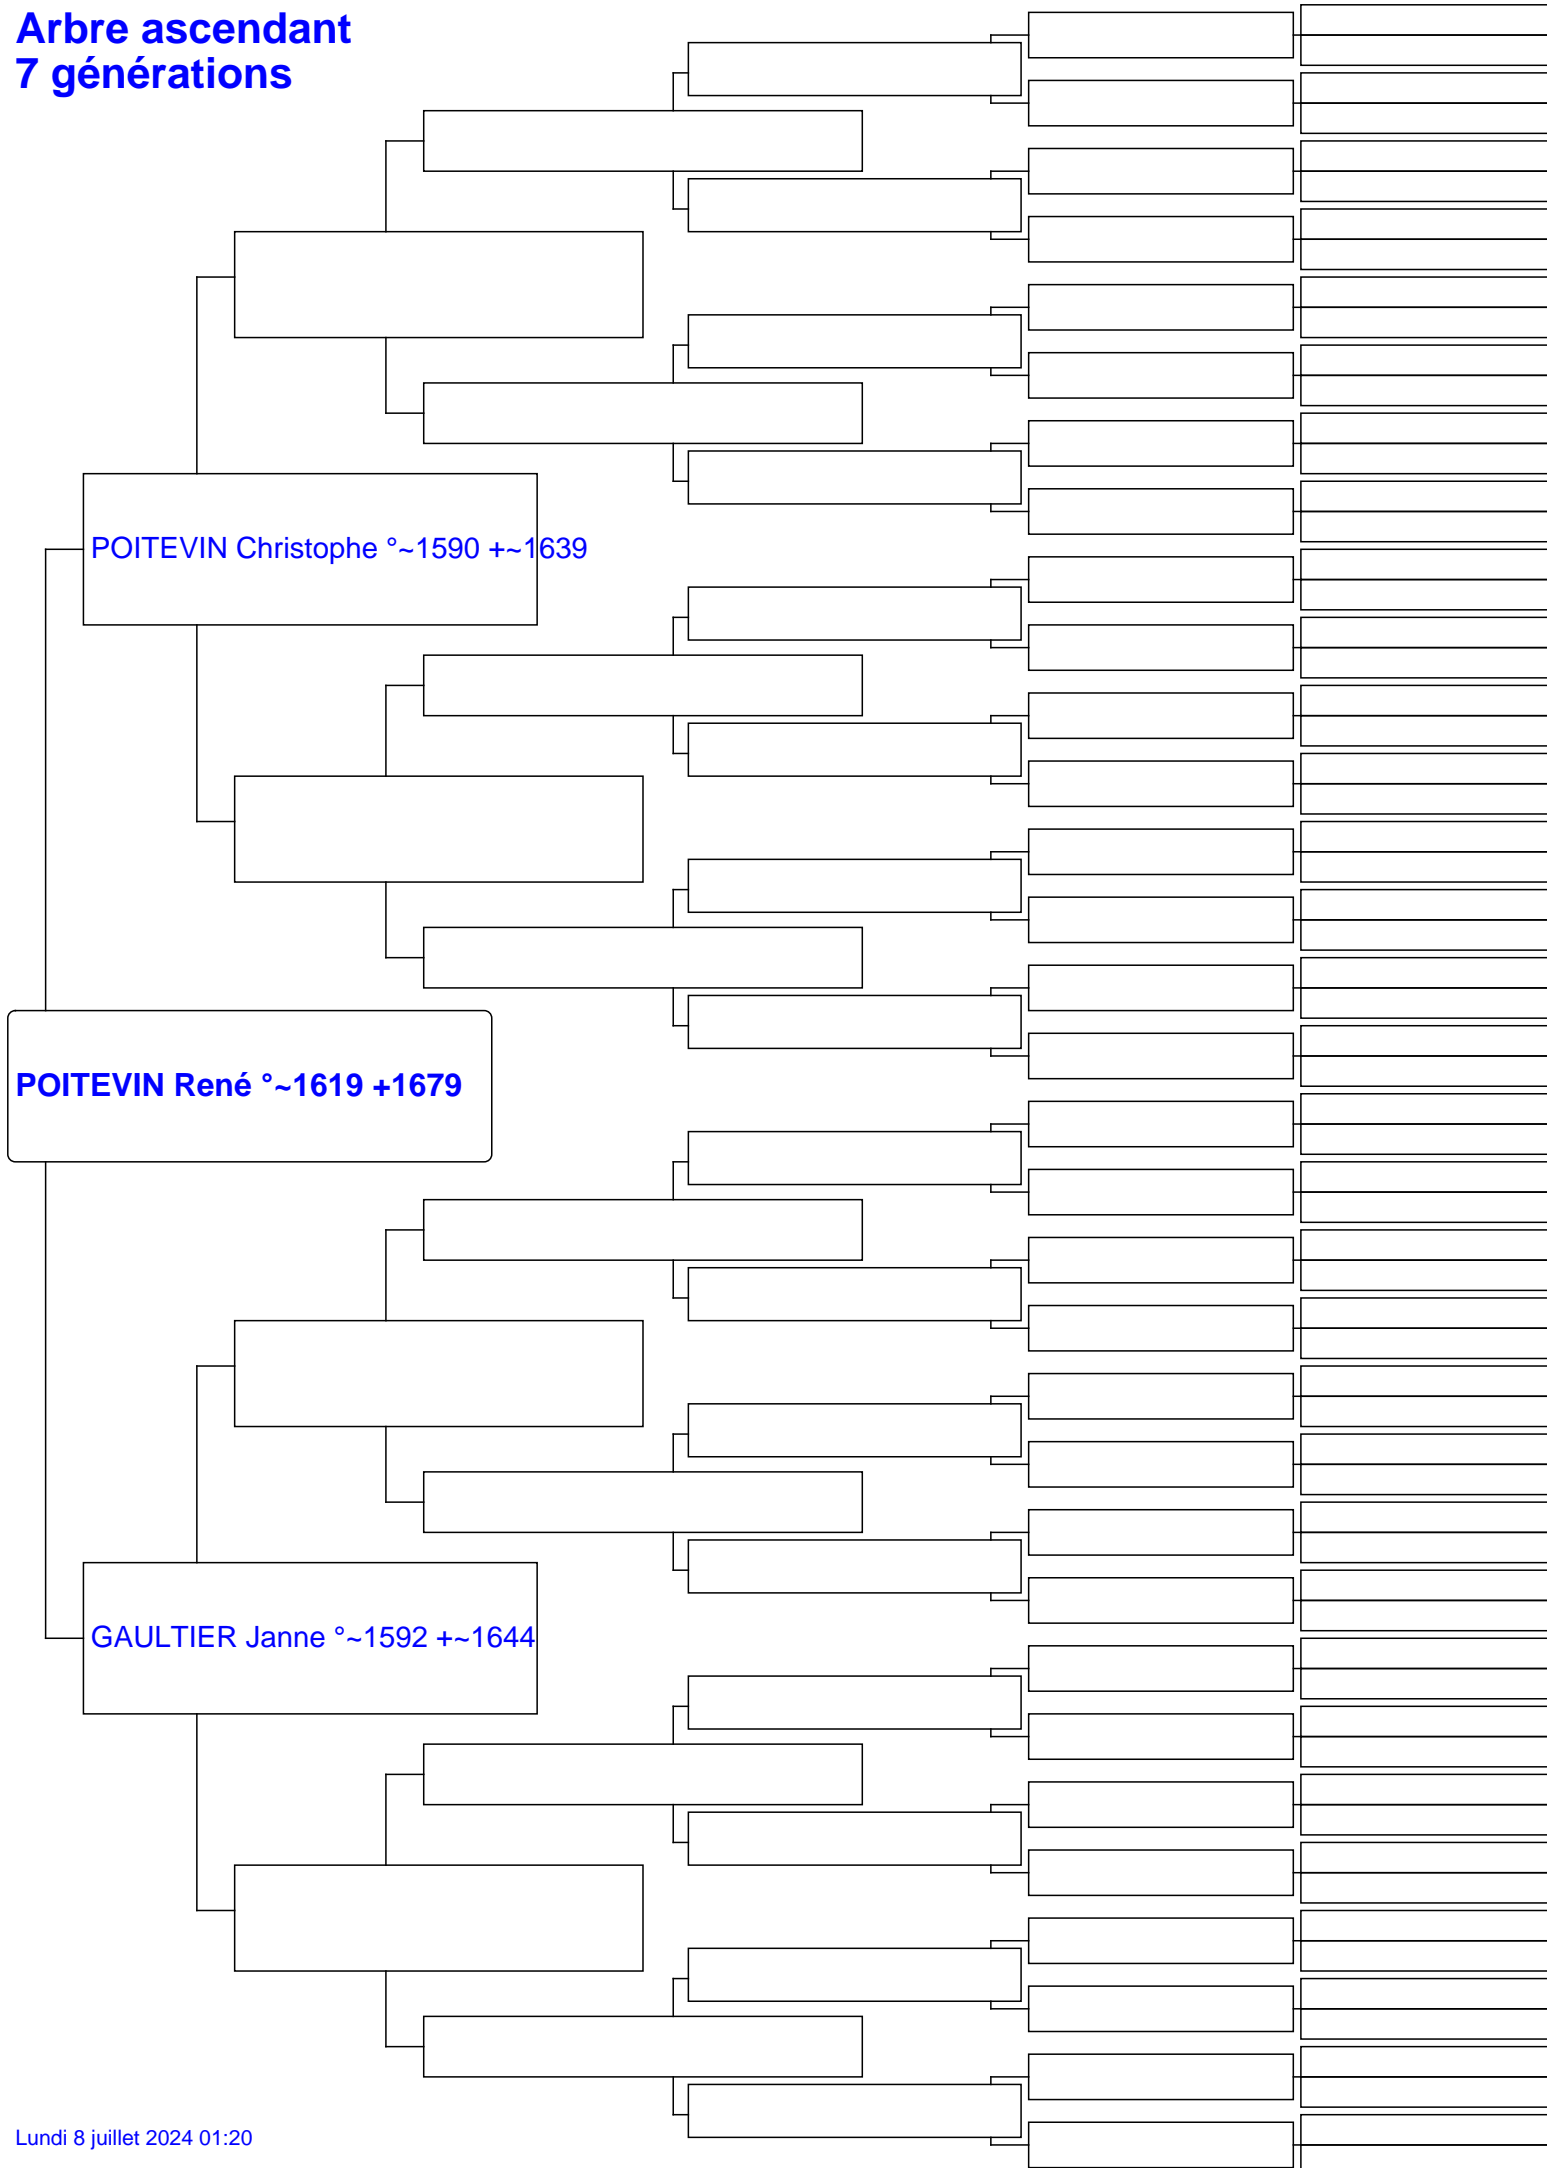 Arbre ascendant
7 générations
POITEVIN Christophe °~1590 +~1639
POITEVIN René °~1619 +1679
GAULTIER Janne °~1592 +~1644
Lundi 8 juillet 2024 01:20